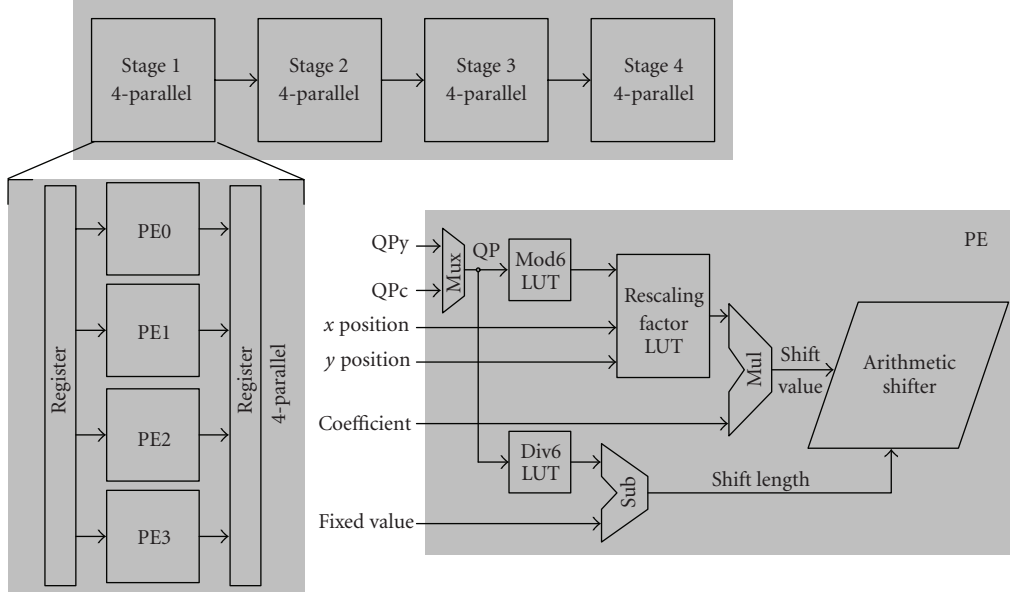 Stage 1
4-parallel
Stage 2
4-parallel
Stage 3
4-parallel
Stage 4
4-parallel
Register
PE0
PE1
PE2
PE3
Register
4-parallel
PE
QPy
QPc
x position
y position
Coefficient
Fixed value
Mux
QP
Mod6
LUT
Rescaling
factor
LUT
Mul
Shift
value
Arithmetic
shifter
Div6
LUT
Sub
Shift length